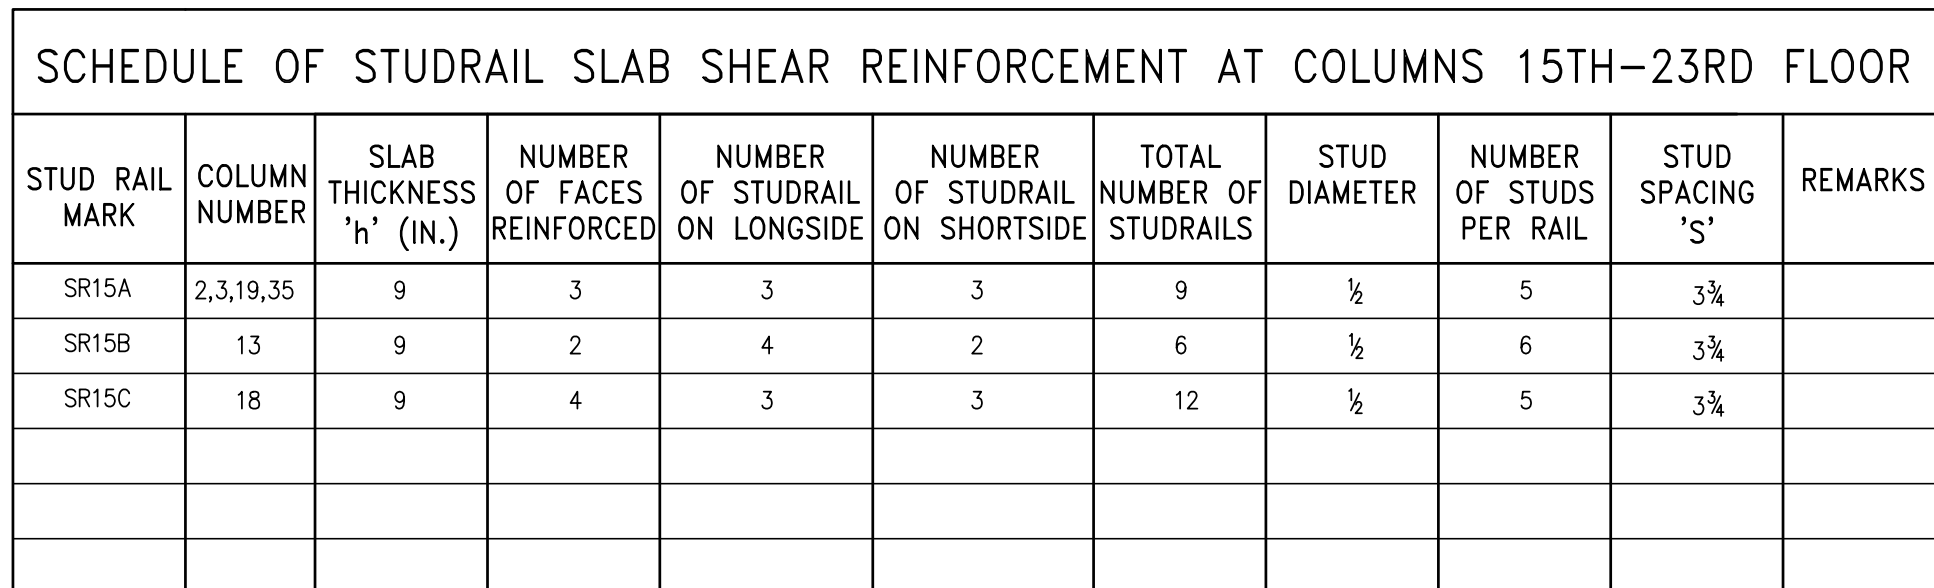 SCHEDULE OF STUDRAIL SLAB SHEAR REINFORCEMENT AT COLUMNS 15TH-23RD FLOOR
STUD RAIL
MARK
COLUMN
NUMBER
SLAB
THICKNESS
'h' (IN.)
NUMBER
OF FACES
REINFORCED
NUMBER
OF STUDRAIL
ON LONGSIDE
NUMBER
OF STUDRAIL
ON SHORTSIDE
TOTAL
NUMBER OF
STUDRAILS
STUD
DIAMETER
NUMBER
OF STUDS
PER RAIL
STUD
SPACING
'S'
REMARKS
SR15A 2,3,19,35 9 3 3 3 9 ½ 5 3¾
SR15B 13 9 2 4 2 6 ½ 6 3¾
SR15C 18 9 4 3 3 12 ½ 5 3¾